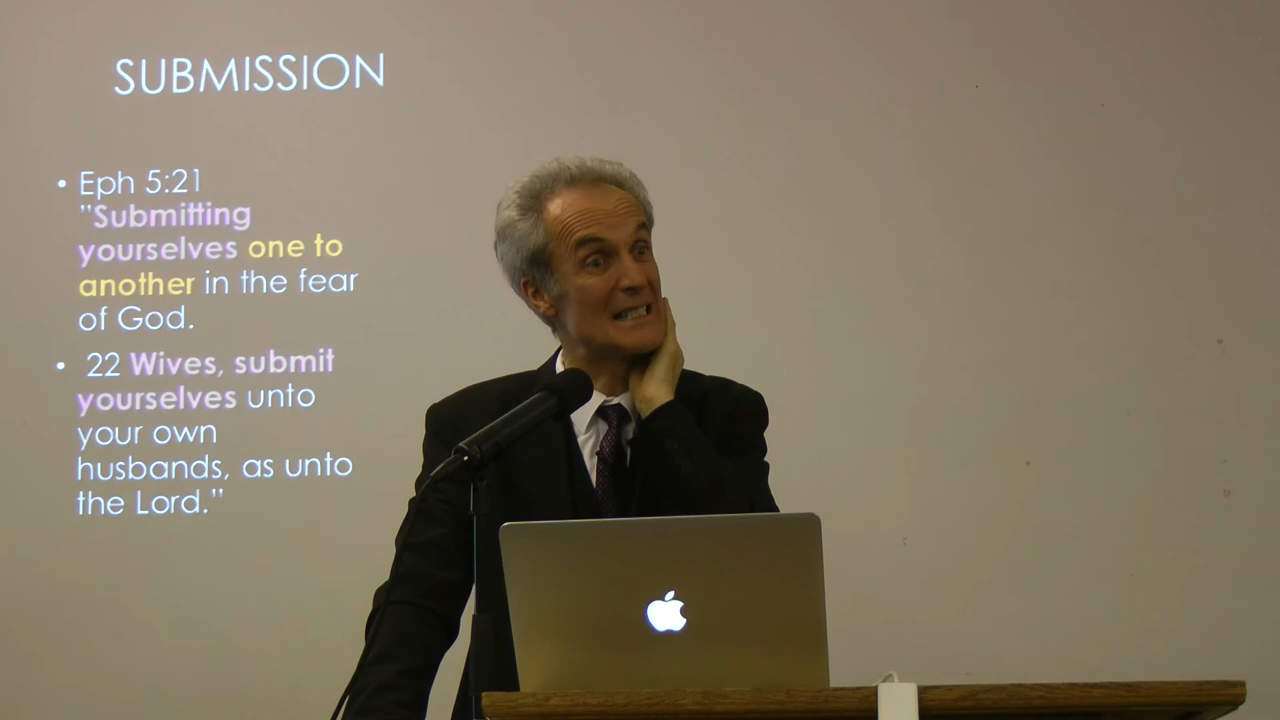 SUBMISSION
• Eph 5:21
"Submitting
yourselves one to
another in the fear
of God.
• 22 Wives, submit
yourselves unto
your own
husbands, as unto
the Lord."